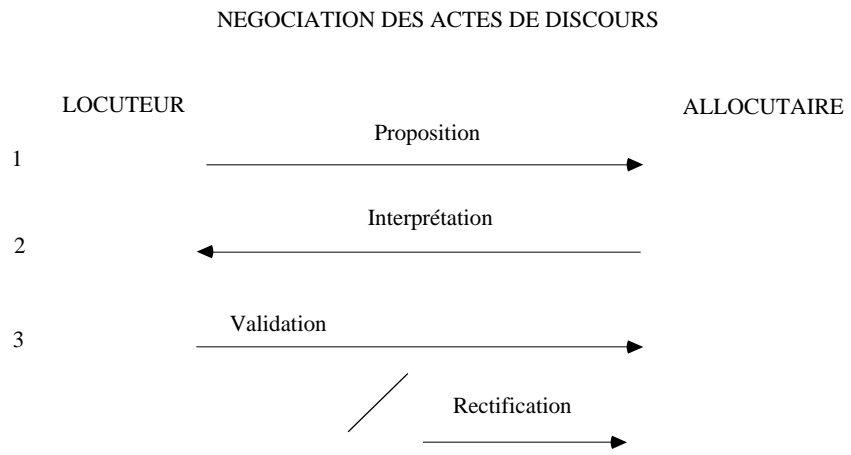 NEGOCIATION DES ACTES DE DISCOURS
LOCUTEUR
ALLOCUTAIRE
Proposition
1
Interprétation
2
Validation
3
Rectification